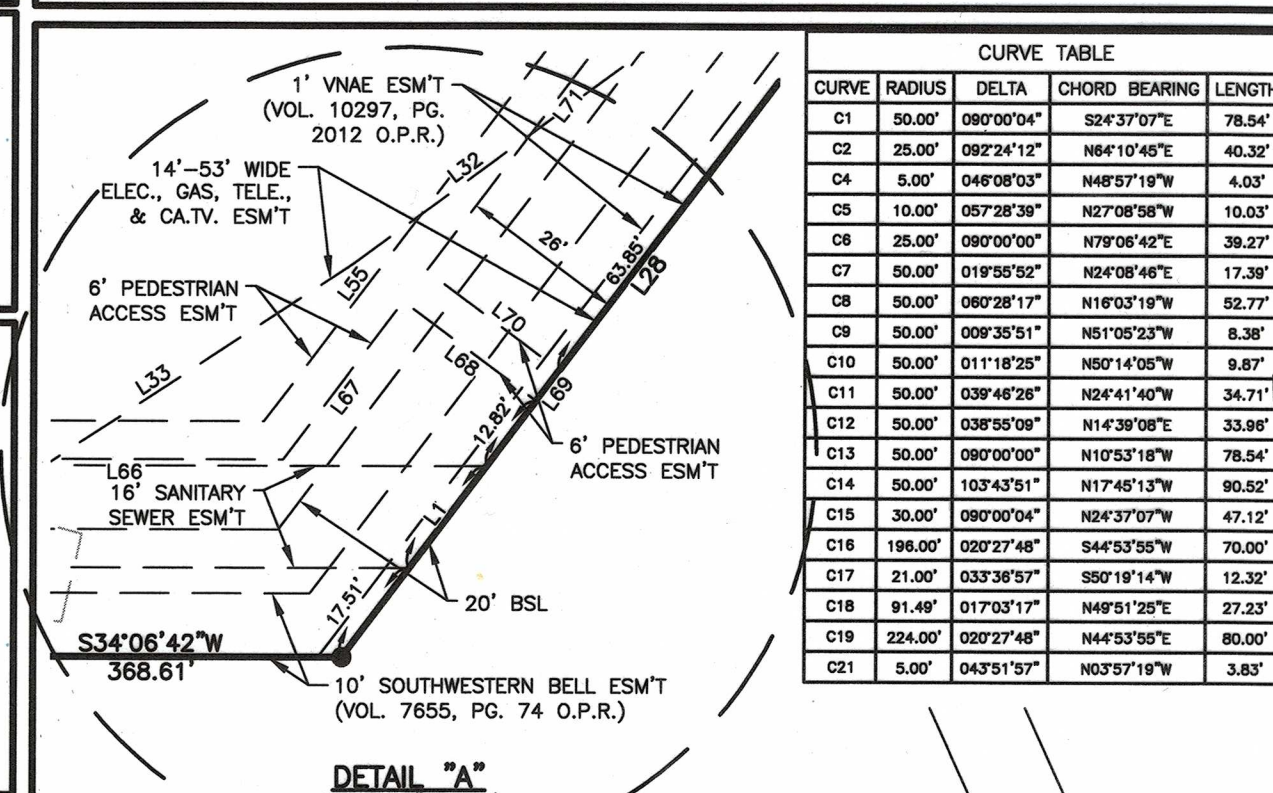 1' VNAE ESM'T
(VOL. 10297, PG.
2012 O.P.R.)
L71
L32
14'-53' WIDE
ELEC., GAS, TELE.,
& CA.TV. ESM'T
26'
63.85'
L28
6' PEDESTRIAN
ACCESS ESM'T
L55
L70
L33
L68
L67
L69
12.82'
6' PEDESTRIAN
ACCESS ESM'T
L66
16' SANITARY
SEWER ESM'T
L1
17.51'
20' BSL
S34°06'42"W
368.61'
10' SOUTHWESTERN BELL ESM'T
(VOL. 7655, PG. 74 O.P.R.)
DETAIL "A"
CURVE TABLE
CURVE RADIUS DELTA CHORD BEARING LENGTH
C1 50.00' 090°00'04" S24°37'07"E 78.54'
C2 25.00' 092°24'12" N64°10'45"E 40.32'
C4 5.00' 046°08'03" N48°57'19"W 4.03'
C5 10.00' 057°28'39" N27°08'58"W 10.03'
C6 25.00' 090°00'00" N79°06'42"E 39.27'
C7 50.00' 019°55'52" N24°08'46"E 17.39'
C8 50.00' 060°28'17" N16°03'19"W 52.77'
C9 50.00' 009°35'51" N51°05'23"W 8.38'
C10 50.00' 011°18'25" N50°14'05"W 9.87'
C11 50.00' 039°46'26" N24°41'40"W 34.71'
C12 50.00' 038°55'09" N14°39'08"E 33.96'
C13 50.00' 090°00'00" N10°53'18"W 78.54'
C14 50.00' 103°43'51" N17°45'13"W 90.52'
C15 30.00' 090°00'04" N24°37'07"W 47.12'
C16 196.00' 020°27'48" S44°53'55"W 70.00'
C17 21.00' 033°36'57" S50°19'14"W 12.32'
C18 91.49' 017°03'17" N49°51'25"E 27.23'
C19 224.00' 020°27'48" N44°53'55"E 80.00'
C21 5.00' 043°51'57" N03°57'19"W 3.83'